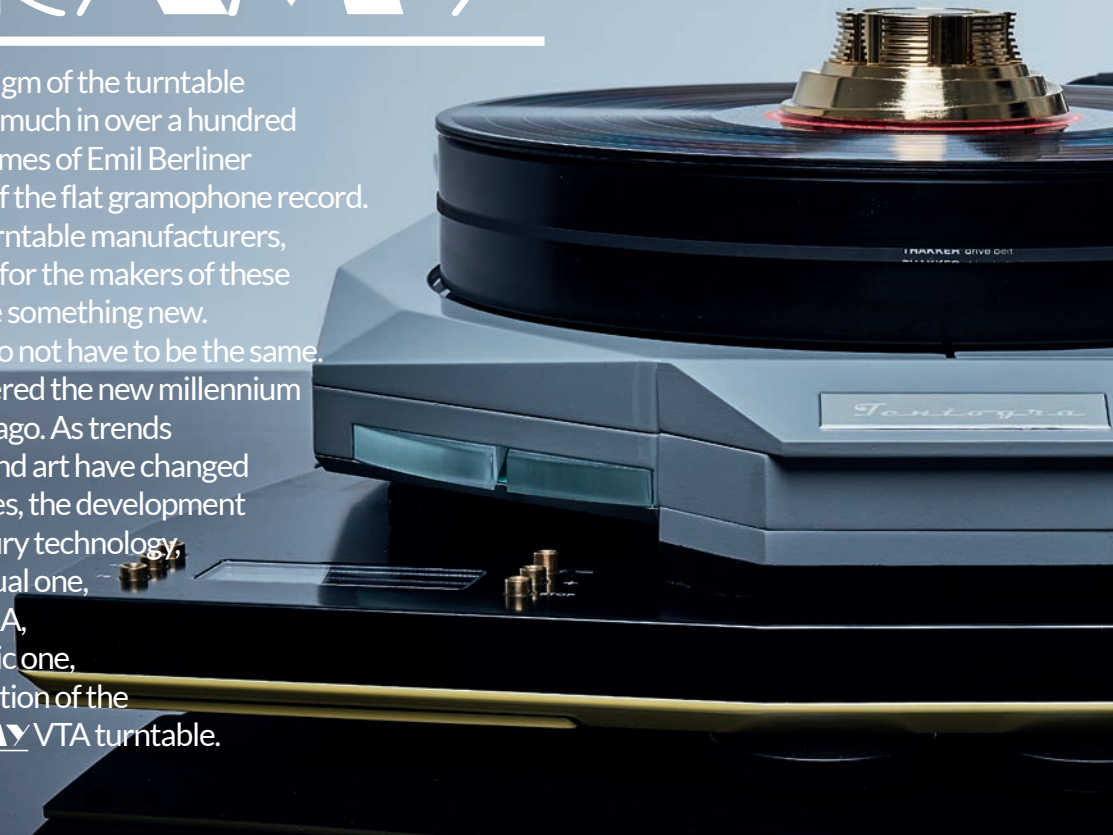 igm of the turntable
much in over a hundred
mes of Emil Berliner
f the flat gramophone record.
rntable manufacturers,
for the makers of these
e something new.
o not have to be the same.
ered the new millennium
ago. As trends
nd art have changed
es, the development
ury technology,
ual one,
A,
ic one,
tion of the
AY VTA turntable.
THAKKER drive belt
Tentogra
STOP